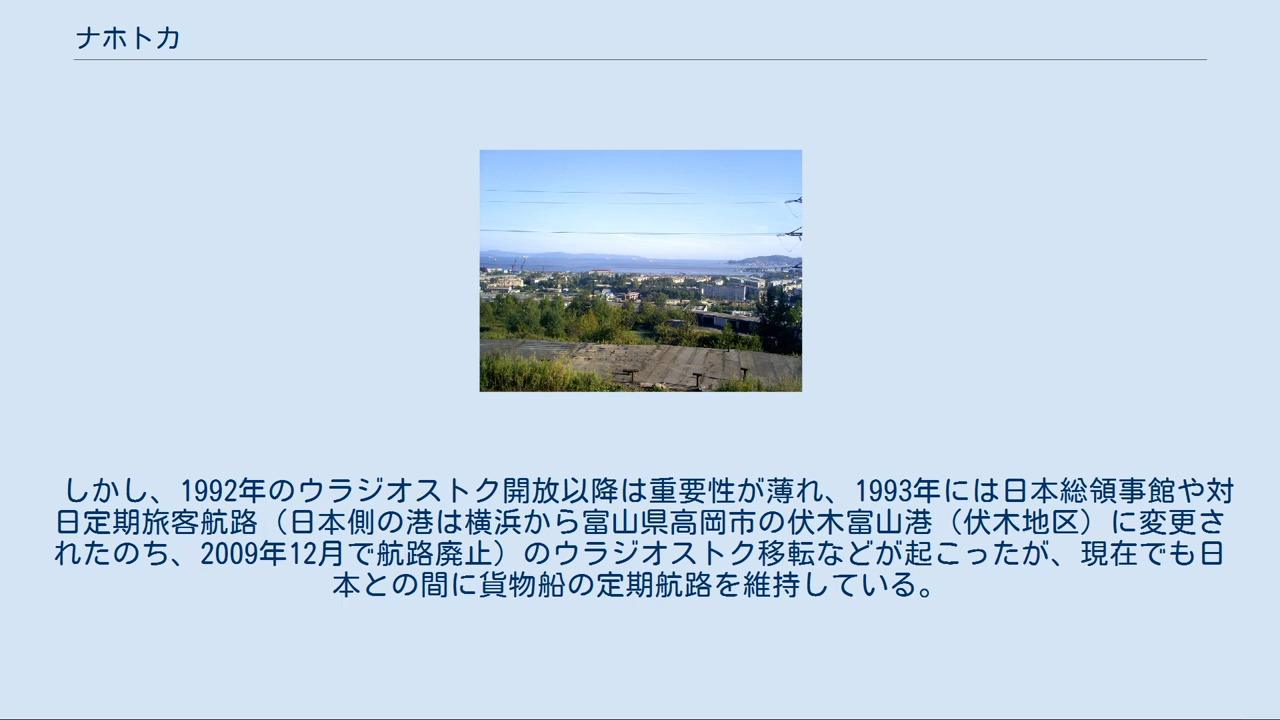 ナホトカ
しかし、1992年のウラジオストク開放以降は重要性が薄れ、1993年には日本総領事館や対
日定期旅客航路（日本側の港は横浜から富山県高岡市の伏木富山港（伏木地区）に変更さ
れたのち、2009年12月で航路廃止）のウラジオストク移転などが起こったが、現在でも日
本との間に貨物船の定期航路を維持している。